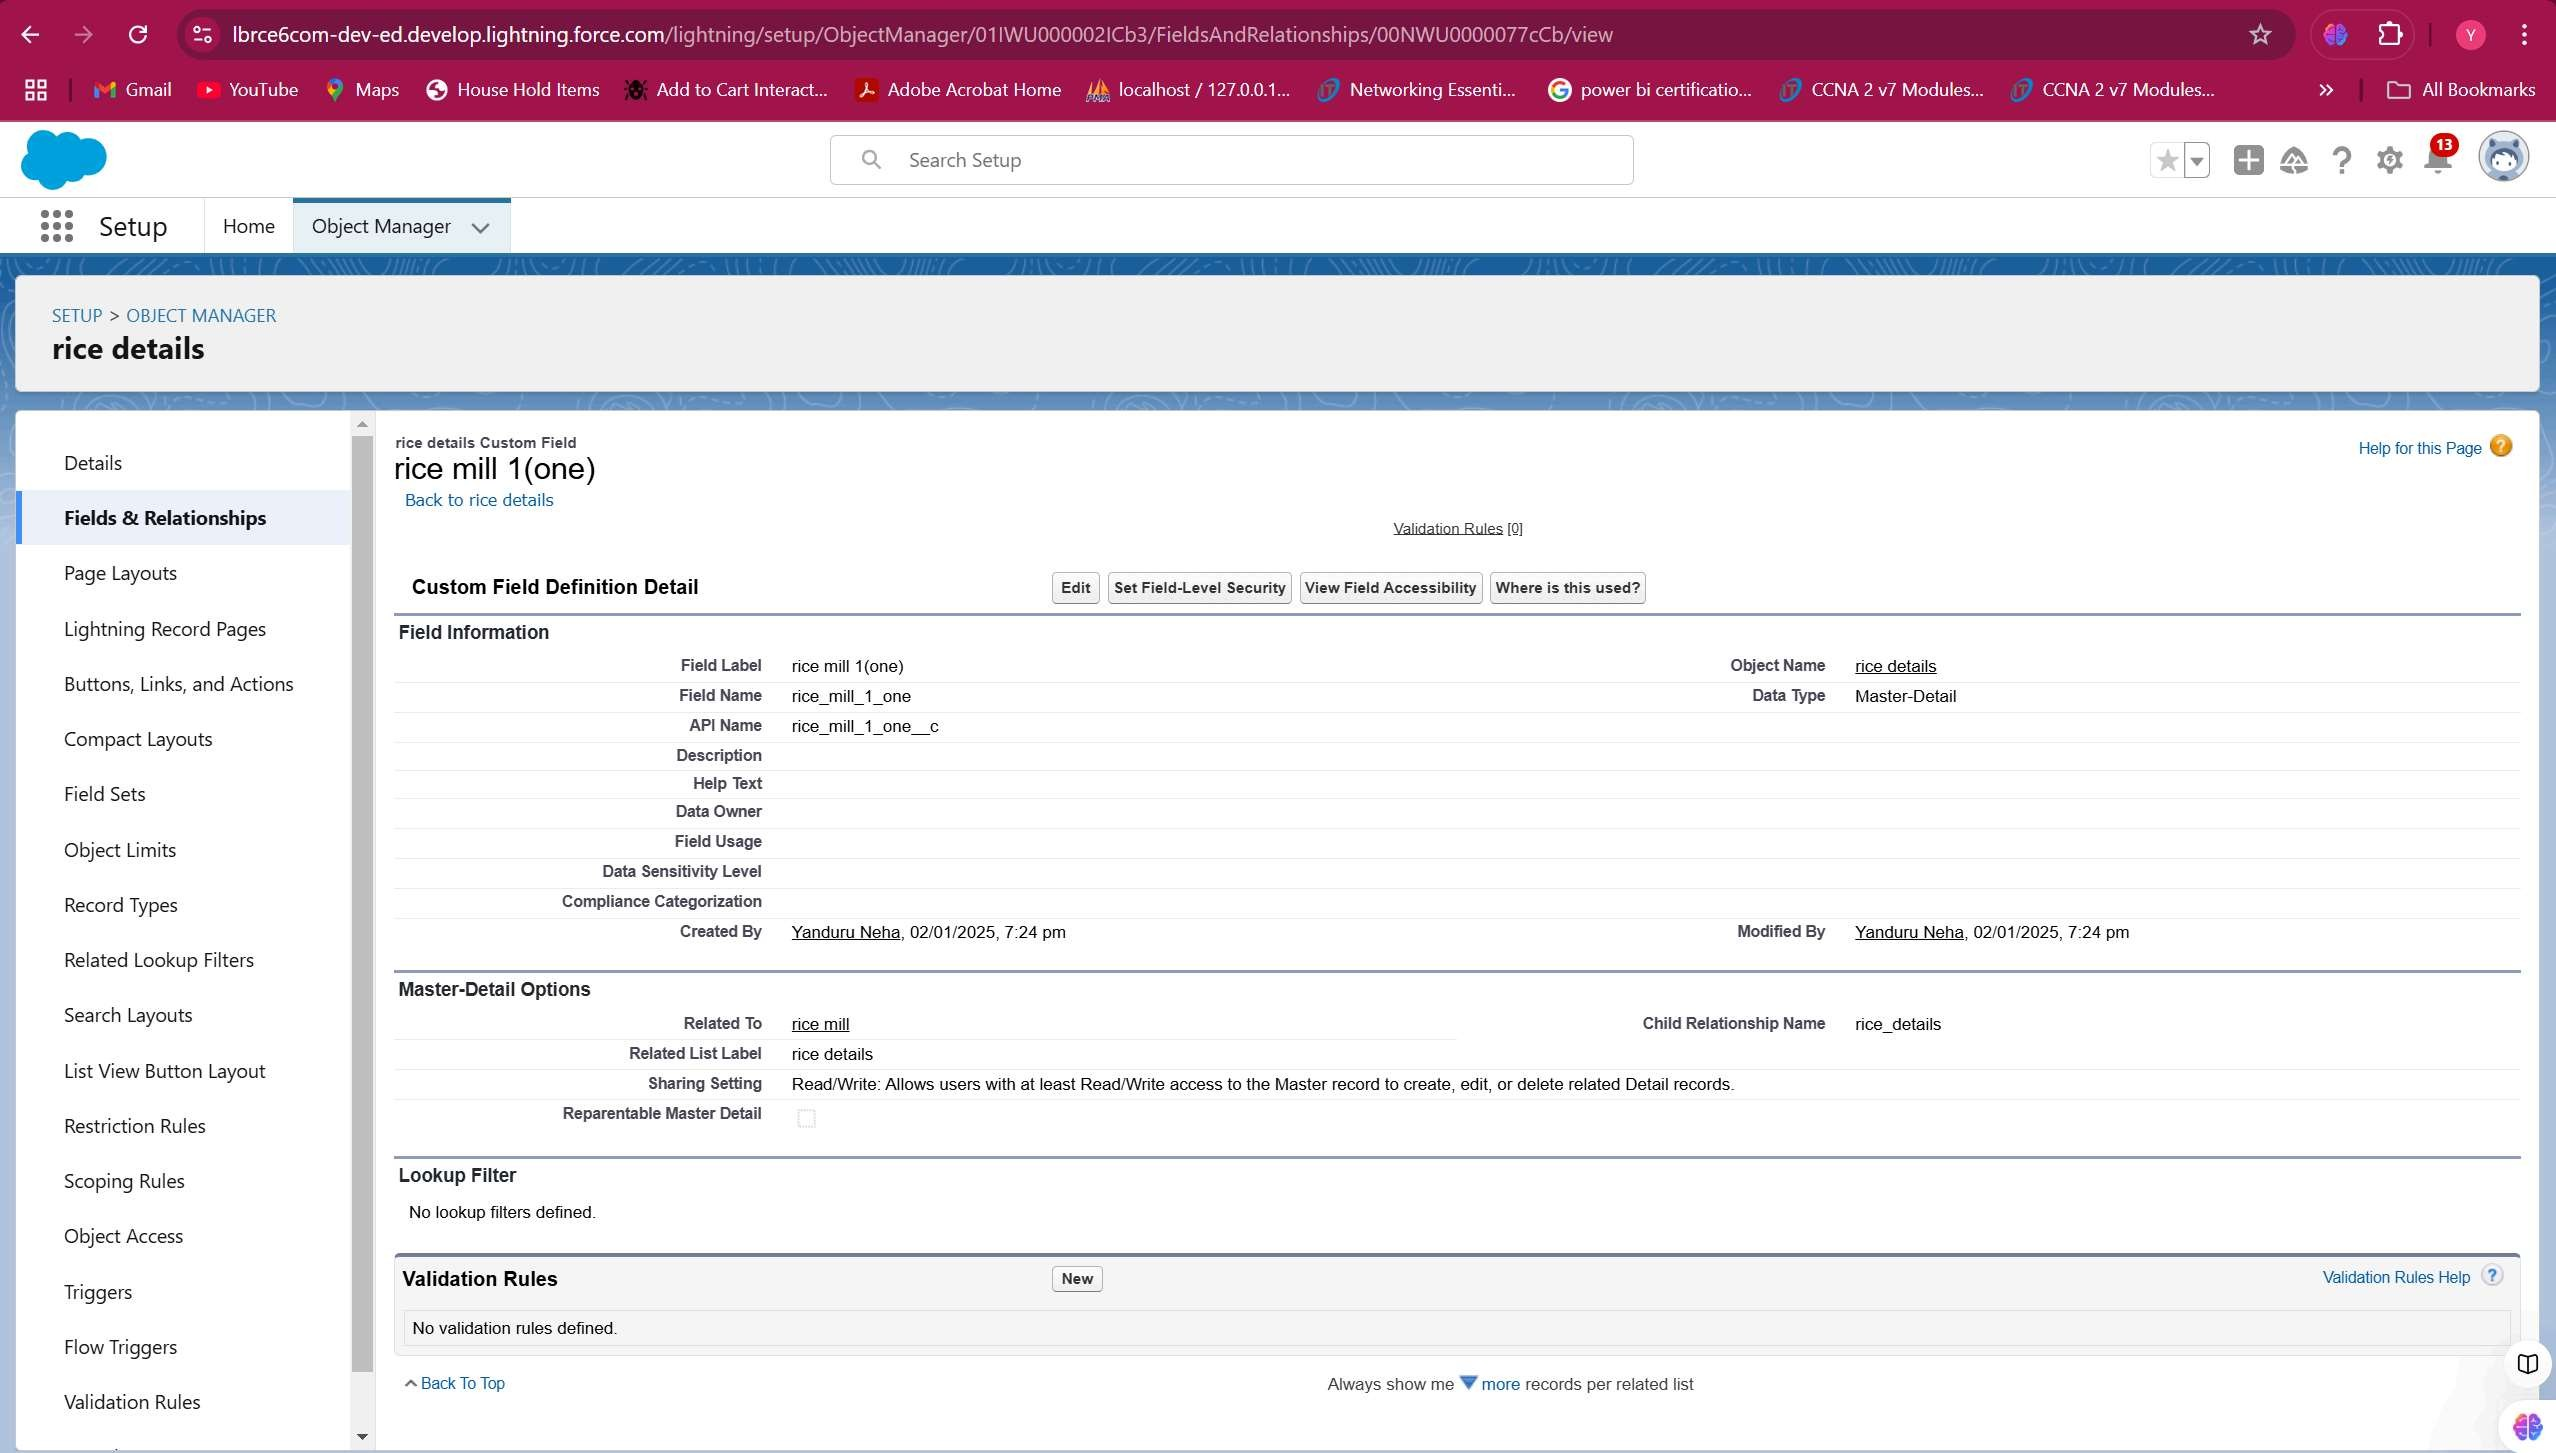 lbrce6com-dev-ed.develop.lightning.force.com/lightning/setup/ObjectManager/01IWU000002ICb3/FieldsAndRelationships/00NWU0000077cCb/view
Y
Gmail YouTube Maps House Hold Items Add to Cart Interact... Adobe Acrobat Home localhost / 127.0.0.1... Networking Essenti... power bi certificatio... CCNA 2 v7 Modules... CCNA 2 v7 Modules... » All Bookmarks
Search Setup
13
Setup Home Object Manager
SETUP > OBJECT MANAGER
rice details
Details
Fields & Relationships
Page Layouts
Lightning Record Pages
Buttons, Links, and Actions
Compact Layouts
Field Sets
Object Limits
Record Types
Related Lookup Filters
Search Layouts
List View Button Layout
Restriction Rules
Scoping Rules
Object Access
Triggers
Flow Triggers
Validation Rules
rice details Custom Field
rice mill 1(one)
Back to rice details
Help for this Page ?
Validation Rules [0]
Custom Field Definition Detail Edit Set Field-Level Security View Field Accessibility Where is this used?
Field Information
Field Label rice mill 1(one) Object Name rice details
Field Name rice_mill_1_one Data Type Master-Detail
API Name rice_mill_1_one__c
Description
Help Text
Data Owner
Field Usage
Data Sensitivity Level
Compliance Categorization
Created By Yanduru Neha, 02/01/2025, 7:24 pm Modified By Yanduru Neha, 02/01/2025, 7:24 pm
Master-Detail Options
Related To rice mill Child Relationship Name rice_details
Related List Label rice details
Sharing Setting Read/Write: Allows users with at least Read/Write access to the Master record to create, edit, or delete related Detail records.
Reparentable Master Detail
Lookup Filter
No lookup filters defined.
Validation Rules New Validation Rules Help ?
No validation rules defined.
Back To Top Always show me more records per related list